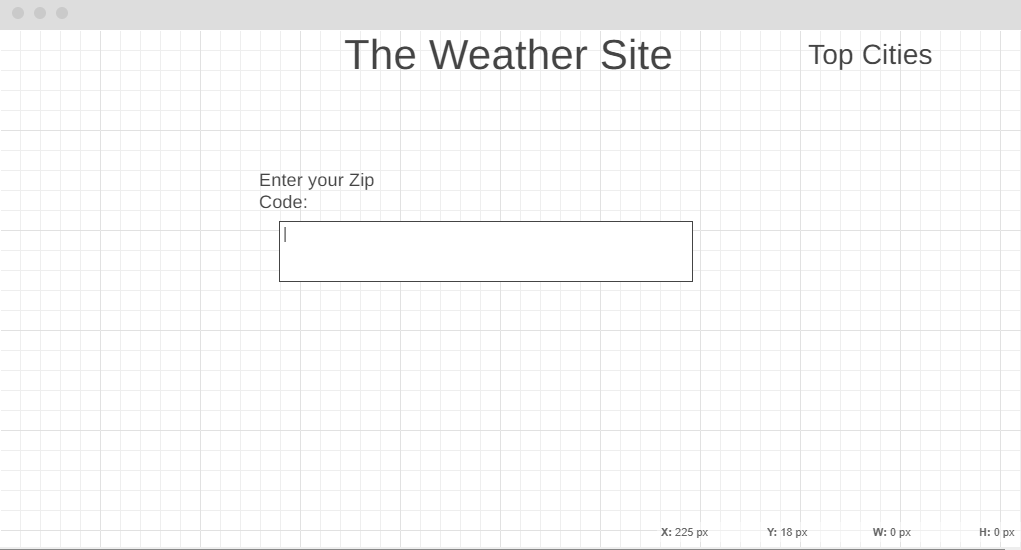 The Weather Site
Top Cities
Enter your Zip
Code:
X: 225 px Y: 18 px W: 0 px H: 0 px